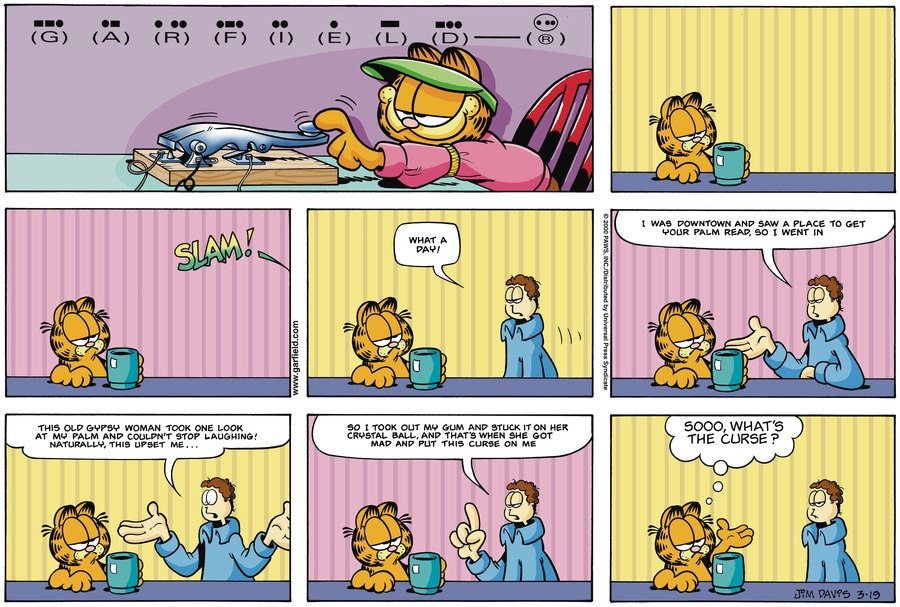 (G) (A) (R) (F) (I) (E) (L) (D)—(®)
SLAM!
www.garfield.com
WHAT A
DAY!
© 2000 PAWS, INC./Distributed by Universal Press Syndicate
I WAS DOWNTOWN AND SAW A PLACE TO GET
YOUR PALM READ, SO I WENT IN
THIS OLD GYPSY WOMAN TOOK ONE LOOK
AT MY PALM AND COULDN'T STOP LAUGHING!
NATURALLY, THIS UPSET ME...
SO I TOOK OUT MY GUM AND STUCK IT ON HER
CRYSTAL BALL, AND THAT'S WHEN SHE GOT
MAD AND PUT THIS CURSE ON ME
SOOO, WHAT'S
THE CURSE?
JIM DAVIS 3-19